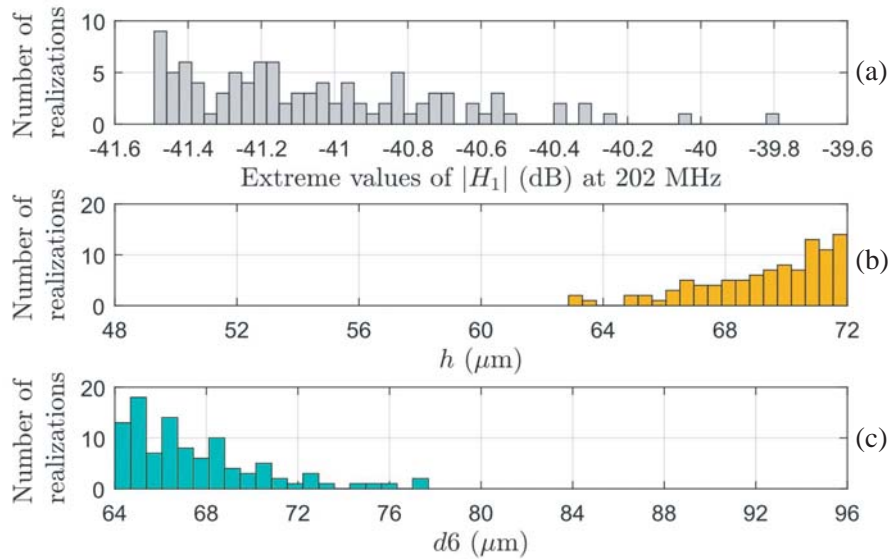 Number of
realizations
10
5
0
(a)
-41.6 -41.4 -41.2 -41 -40.8 -40.6 -40.4 -40.2 -40 -39.8 -39.6
Extreme values of |H₁| (dB) at 202 MHz
Number of
realizations
20
10
0
(b)
48 52 56 60 64 68 72
h (μm)
Number of
realizations
20
10
0
(c)
64 68 72 76 80 84 88 92 96
d6 (μm)